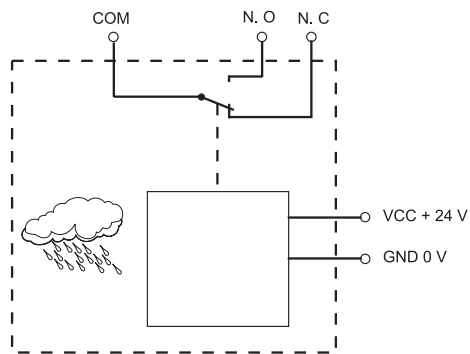 COM N. O N. C
VCC + 24 V
GND 0 V